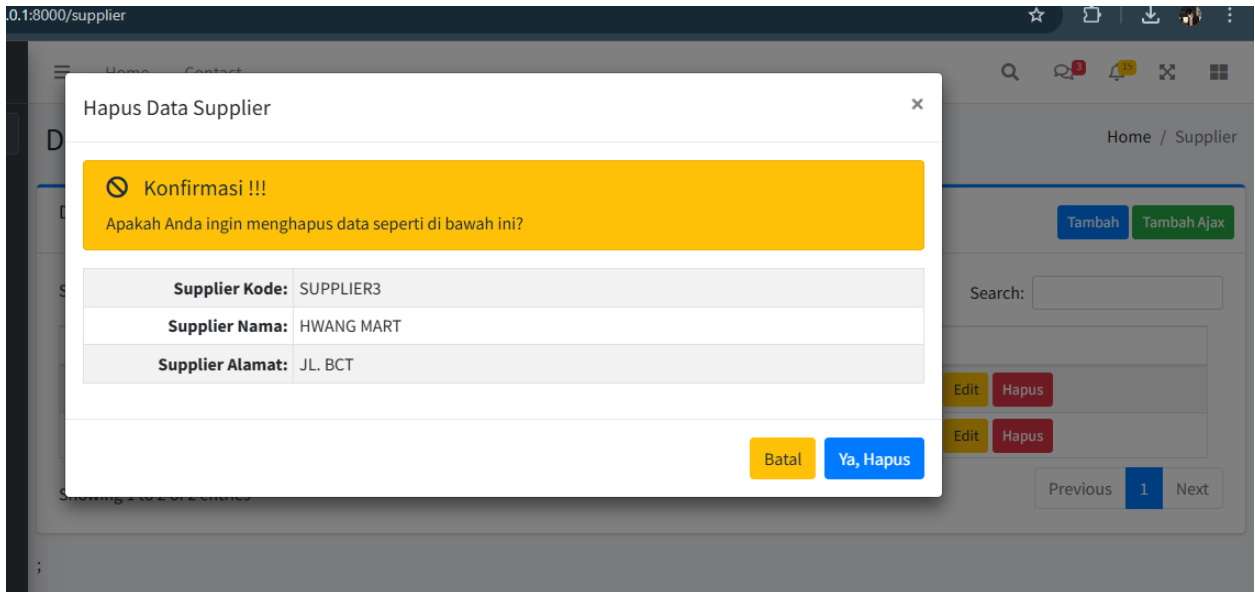 .0.1:8000/supplier
Home Contact
3
15
Hapus Data Supplier
×
D
Home / Supplier
Konfirmasi !!!
Apakah Anda ingin menghapus data seperti di bawah ini?
D
Tambah
Tambah Ajax
Supplier Kode: SUPPLIER3
S
Search:
Supplier Nama: HWANG MART
Supplier Alamat: JL. BCT
Edit Hapus
Edit Hapus
Batal
Ya, Hapus
Showing 1 to 2 of 2 entries
Previous 1 Next
;